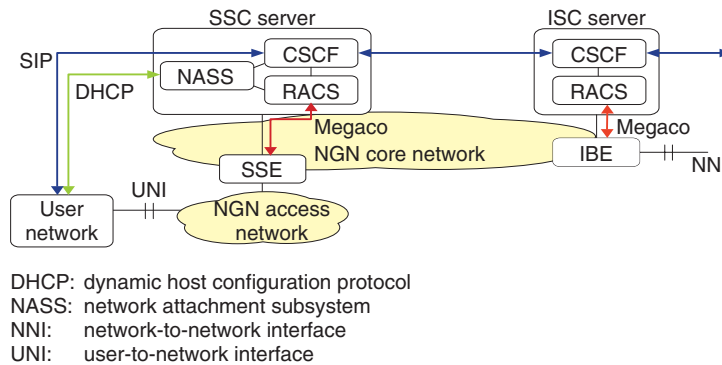 SSC server
ISC server
SIP
CSCF
CSCF
NASS
DHCP
RACS
RACS
Megaco
Megaco
NGN core network
SSE
IBE
NN
UNI
User
network
NGN access
network
DHCP: dynamic host configuration protocol
NASS: network attachment subsystem
NNI: network-to-network interface
UNI: user-to-network interface